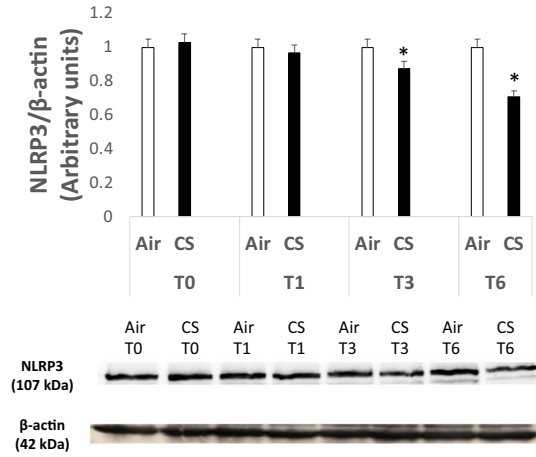 NLRP3/β-actin
(Arbitrary units)
1.2
1
0.8
0.6
0.4
0.2
0
*
*
Air CS Air CS Air CS Air CS
T0 T1 T3 T6
Air CS Air CS Air CS Air CS
T0 T0 T1 T1 T3 T3 T6 T6
NLRP3
(107 kDa)
β-actin
(42 kDa)